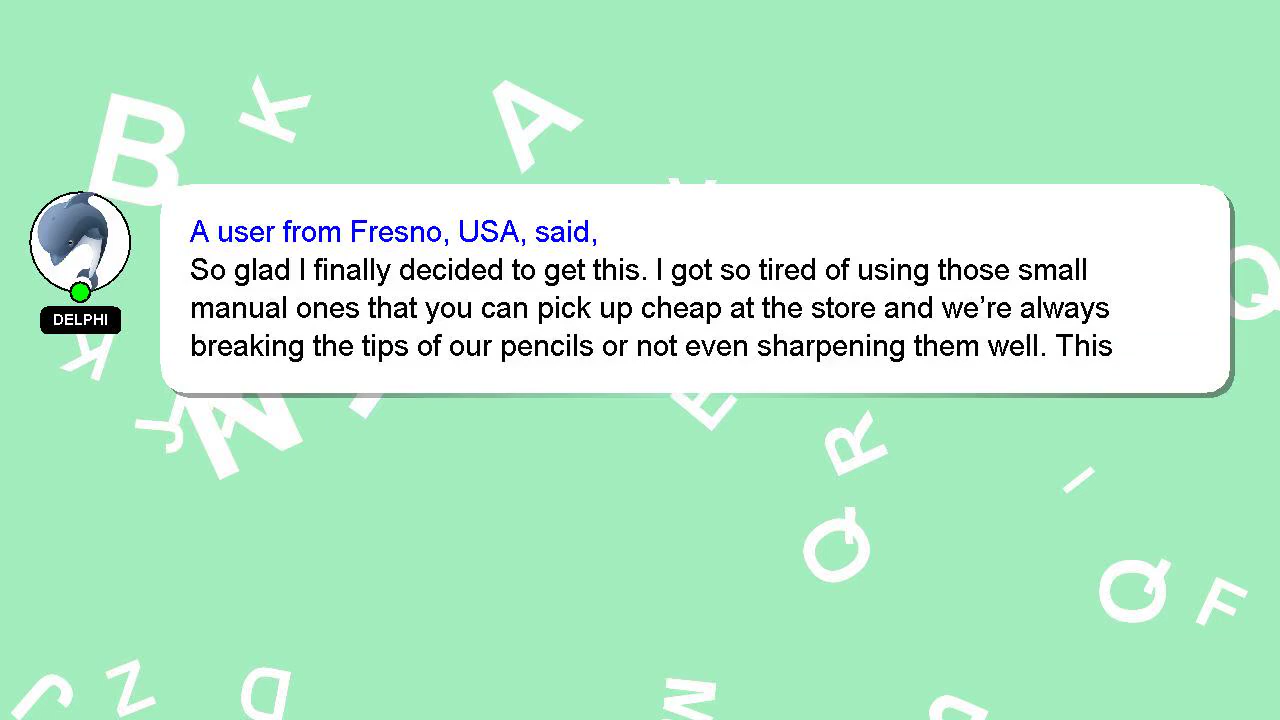 A user from Fresno, USA, said,
So glad I finally decided to get this. I got so tired of using those small
manual ones that you can pick up cheap at the store and we’re always
breaking the tips of our pencils or not even sharpening them well. This
DELPHI
B
K
A
Q
K
N
E
R
I
Q
Q
F
J
Z
D
M